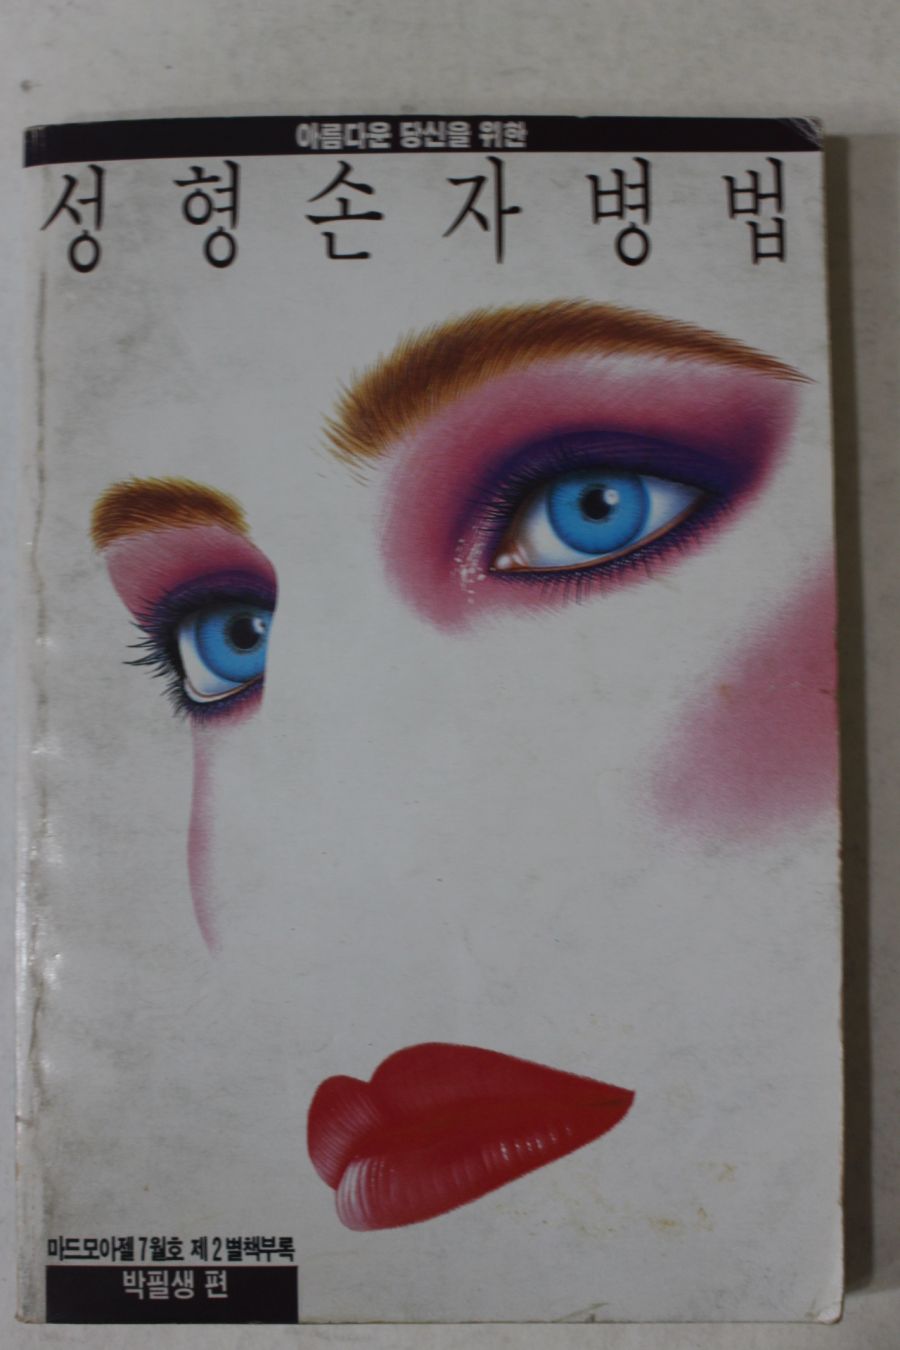 아름다운 당신을 위한
성형손자병법
마드모아젤 7월호 제2별책부록
박필생 편